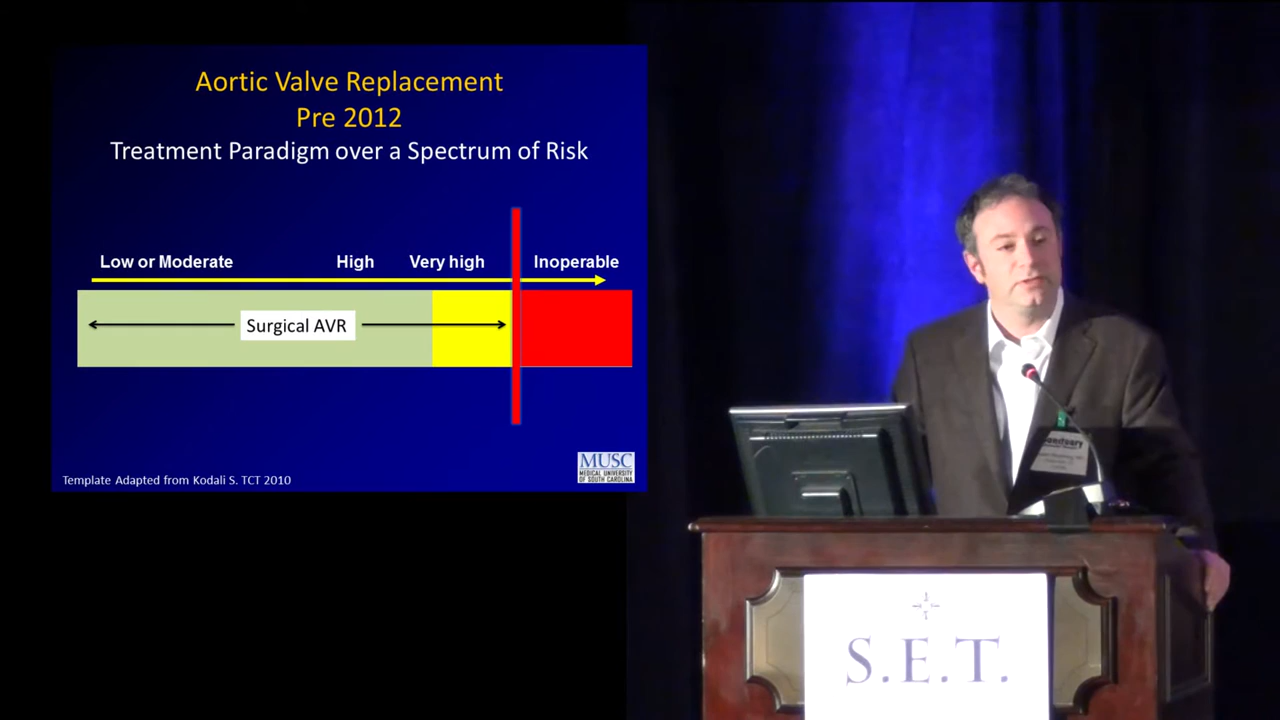 Aortic Valve Replacement
Pre 2012
Treatment Paradigm over a Spectrum of Risk
Low or Moderate
High
Very high
Inoperable
Surgical AVR
MUSC
MEDICAL UNIVERSITY
OF SOUTH CAROLINA
Template Adapted from Kodali S. TCT 2010
S.E.T.